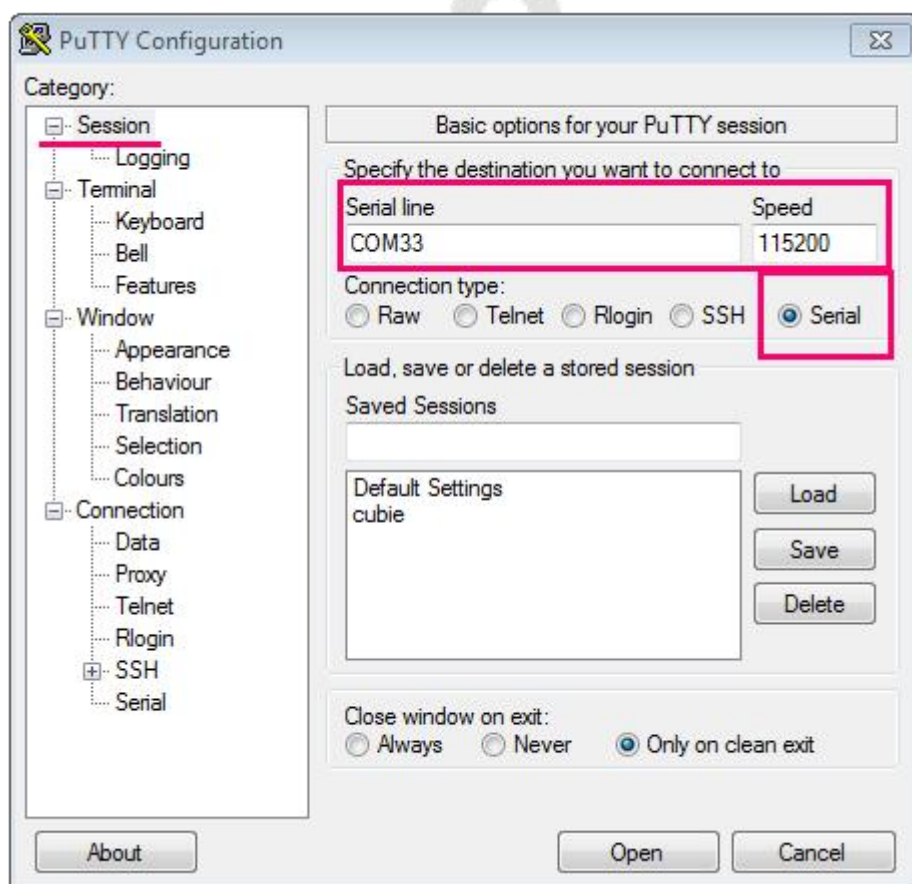 PuTTY Configuration
Category:
Session
Logging
Terminal
Keyboard
Bell
Features
Window
Appearance
Behaviour
Translation
Selection
Colours
Connection
Data
Proxy
Telnet
Rlogin
SSH
Serial
Basic options for your PuTTY session
Specify the destination you want to connect to
Serial line Speed
COM33 115200
Connection type:
Raw Telnet Rlogin SSH Serial
Load, save or delete a stored session
Saved Sessions
Default Settings
cubie
Load
Save
Delete
Close window on exit:
Always Never Only on clean exit
About Open Cancel